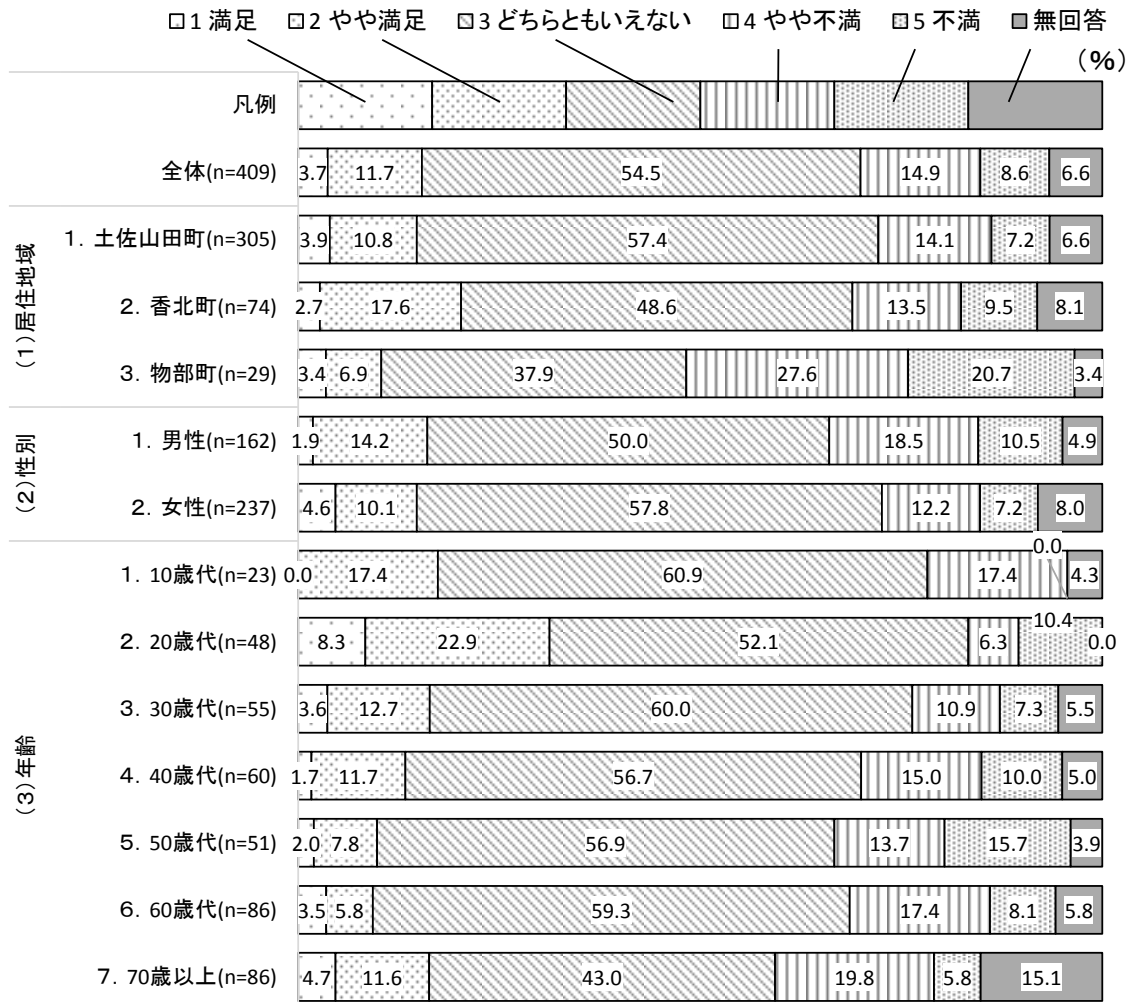 1 満足 2 やや満足 3 どちらともいえない 4 やや不満 5 不満 無回答
(%)
凡例
全体(n=409) 3.7 11.7 54.5 14.9 8.6 6.6
(1)居住地域
1. 土佐山田町(n=305) 3.9 10.8 57.4 14.1 7.2 6.6
2. 香北町(n=74) 2.7 17.6 48.6 13.5 9.5 8.1
3. 物部町(n=29) 3.4 6.9 37.9 27.6 20.7 3.4
(2)性別
1. 男性(n=162) 1.9 14.2 50.0 18.5 10.5 4.9
2. 女性(n=237) 4.6 10.1 57.8 12.2 7.2 8.0
(3)年齢
1. 10歳代(n=23) 0.0 17.4 60.9 17.4 0.0 4.3
2. 20歳代(n=48) 8.3 22.9 52.1 6.3 10.4 0.0
3. 30歳代(n=55) 3.6 12.7 60.0 10.9 7.3 5.5
4. 40歳代(n=60) 1.7 11.7 56.7 15.0 10.0 5.0
5. 50歳代(n=51) 2.0 7.8 56.9 13.7 15.7 3.9
6. 60歳代(n=86) 3.5 5.8 59.3 17.4 8.1 5.8
7. 70歳以上(n=86) 4.7 11.6 43.0 19.8 5.8 15.1